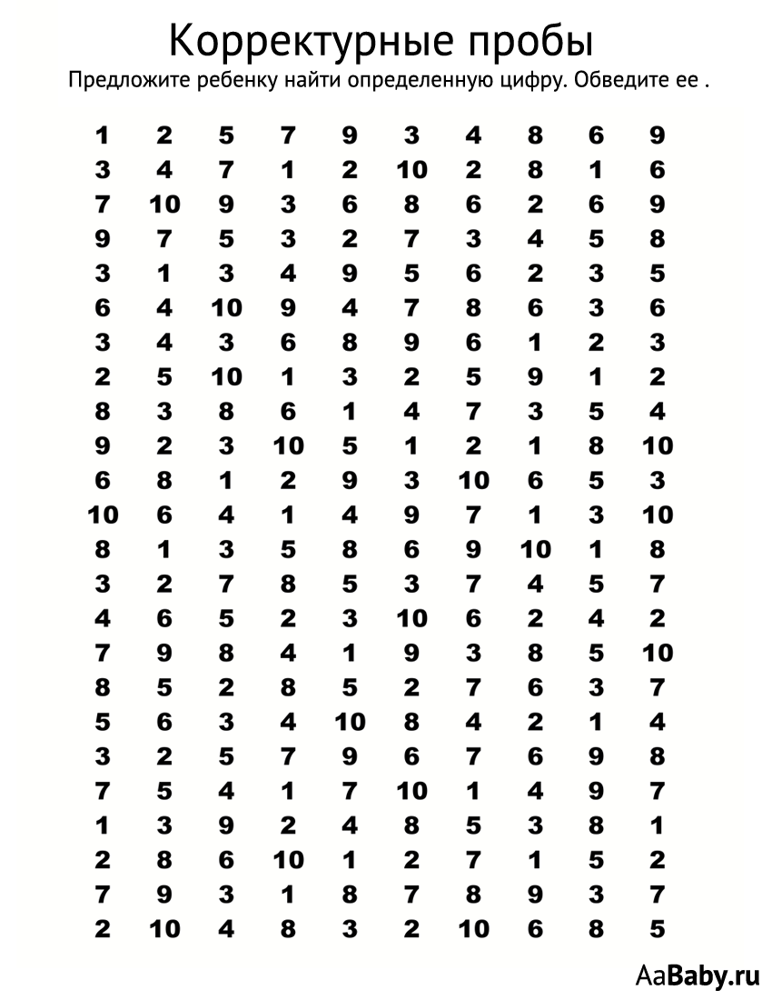 Корректурные пробы
Предложите ребенку найти определенную цифру. Обведите ее .
1 2 5 7 9 3 4 8 6 9
3 4 7 1 2 10 2 8 1 6
7 10 9 3 6 8 6 2 6 9
9 7 5 3 2 7 3 4 5 8
3 1 3 4 9 5 6 2 3 5
6 4 10 9 4 7 8 6 3 6
3 4 3 6 8 9 6 1 2 3
2 5 10 1 3 2 5 9 1 2
8 3 8 6 1 4 7 3 5 4
9 2 3 10 5 1 2 1 8 10
6 8 1 2 9 3 10 6 5 3
10 6 4 1 4 9 7 1 3 10
8 1 3 5 8 6 9 10 1 8
3 2 7 8 5 3 7 4 5 7
4 6 5 2 3 10 6 2 4 2
7 9 8 4 1 9 3 8 5 10
8 5 2 8 5 2 7 6 3 7
5 6 3 4 10 8 4 2 1 4
3 2 5 7 9 6 7 6 9 8
7 5 4 1 7 10 1 4 9 7
1 3 9 2 4 8 5 3 8 1
2 8 6 10 1 2 7 1 5 2
7 9 3 1 8 7 8 9 3 7
2 10 4 8 3 2 10 6 8 5
AaBaby.ru